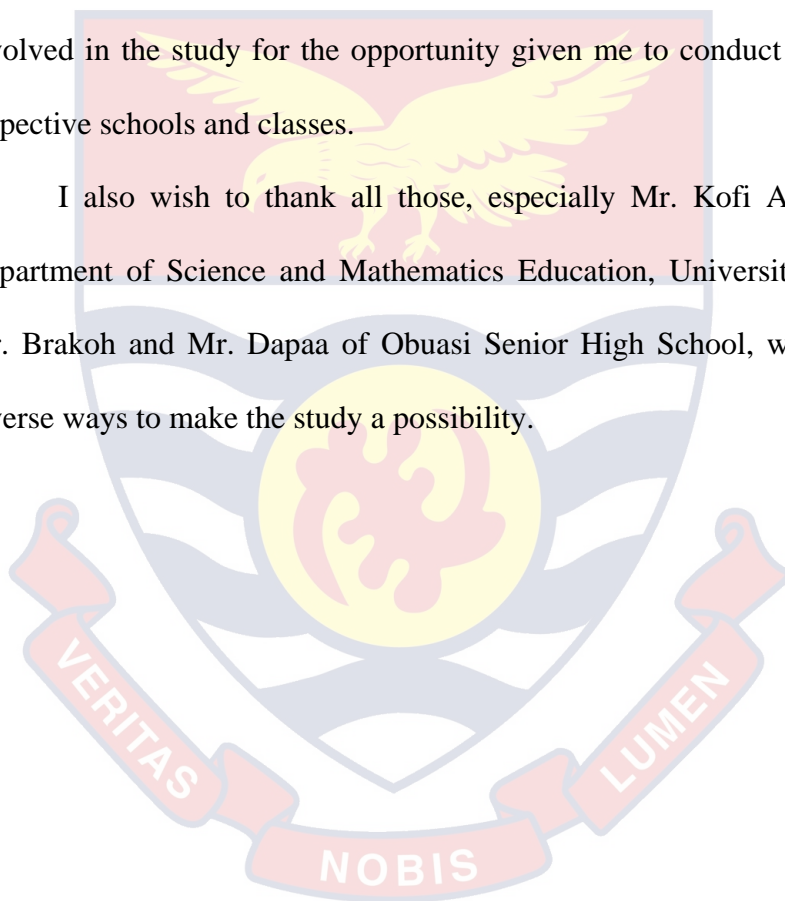 volved in the study for the opportunity given me to conduct
pective schools and classes.
I also wish to thank all those, especially Mr. Kofi A
partment of Science and Mathematics Education, Universit
r. Brakoh and Mr. Dapaa of Obuasi Senior High School, w
verse ways to make the study a possibility.
VERITAS
NOBIS
LUMEN